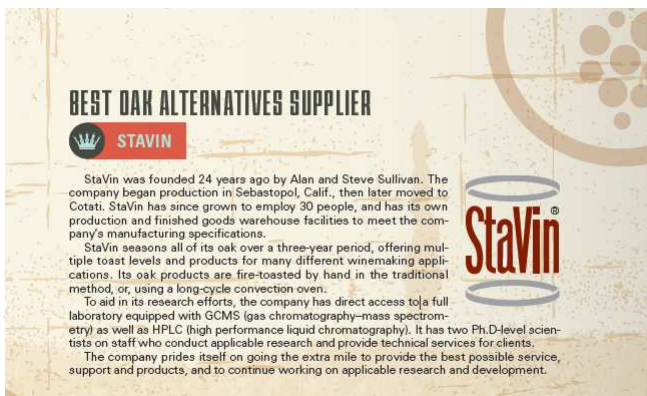 BEST OAK ALTERNATIVES SUPPLIER
STAVIN
StaVin was founded 24 years ago by Alan and Steve Sullivan. The
company began production in Sebastopol, Calif., then later moved to
Cotati. StaVin has since grown to employ 30 people, and has its own
production and finished goods warehouse facilities to meet the com-
pany's manufacturing specifications.
StaVin seasons all of its oak over a three-year period, offering mul-
tiple toast levels and products for many different winemaking appli-
cations. Its oak products are fire-toasted by hand in the traditional
method, or, using a long-cycle convection oven.
To aid in its research efforts, the company has direct access to a full
laboratory equipped with GCMS (gas chromatography–mass spectrom-
etry) as well as HPLC (high performance liquid chromatography). It has two Ph.D-level scien-
tists on staff who conduct applicable research and provide technical services for clients.
The company prides itself on going the extra mile to provide the best possible service,
support and products, and to continue working on applicable research and development.
StaVin®